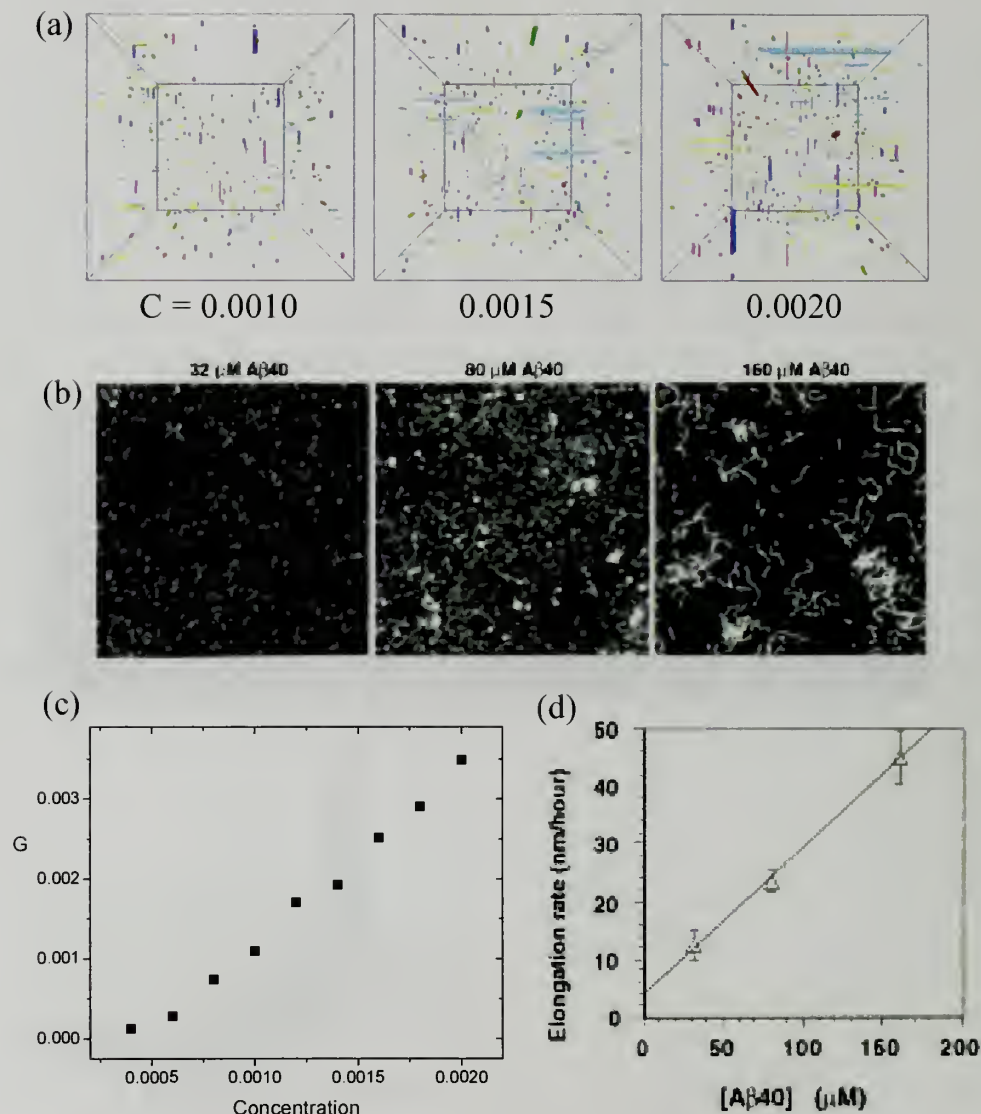 (a)
C = 0.0010 0.0015 0.0020
(b)
32 μM Aβ40 80 μM Aβ40 160 μM Aβ40
(c)
G
0.003
0.002
0.001
0.000
0.0005 0.0010 0.0015 0.0020
Concentration
(d)
Elongation rate (nm/hour)
50
40
30
20
10
0
0 50 100 150 200
[Aβ40] (μM)